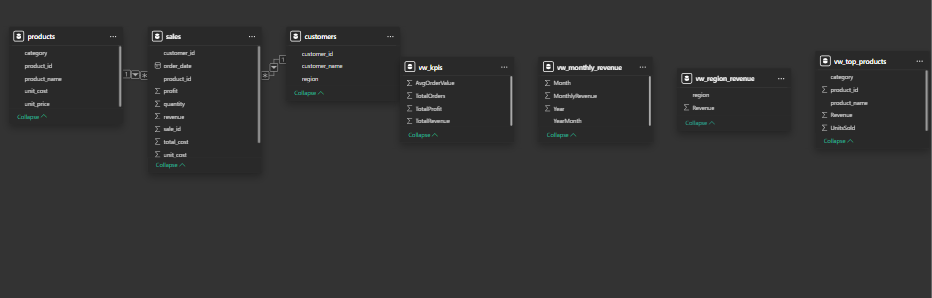 products
category
product_id
product_name
unit_cost
unit_price
Collapse
sales
customer_id
order_date
product_id
profit
quantity
revenue
sale_id
total_cost
unit_cost
Collapse
customers
customer_id
customer_name
region
Collapse
vw_kpis
AvgOrderValue
TotalOrders
TotalProfit
TotalRevenue
Collapse
vw_monthly_revenue
Month
MonthlyRevenue
Year
YearMonth
Collapse
vw_region_revenue
region
Revenue
Collapse
vw_top_products
category
product_id
product_name
Revenue
UnitsSold
Collapse
1
*
1
*